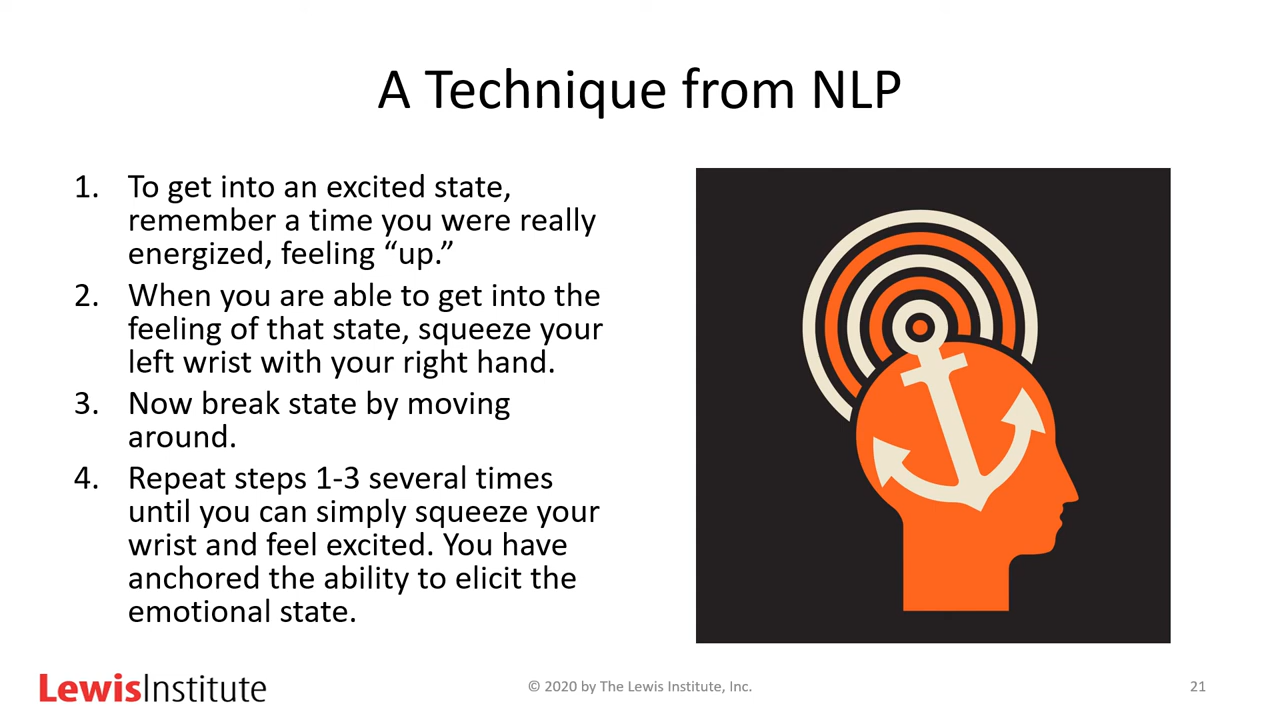 A Technique from NLP
1. To get into an excited state,
remember a time you were really
energized, feeling “up.”
2. When you are able to get into the
feeling of that state, squeeze your
left wrist with your right hand.
3. Now break state by moving
around.
4. Repeat steps 1-3 several times
until you can simply squeeze your
wrist and feel excited. You have
anchored the ability to elicit the
emotional state.
LewisInstitute
© 2020 by The Lewis Institute, Inc.
21